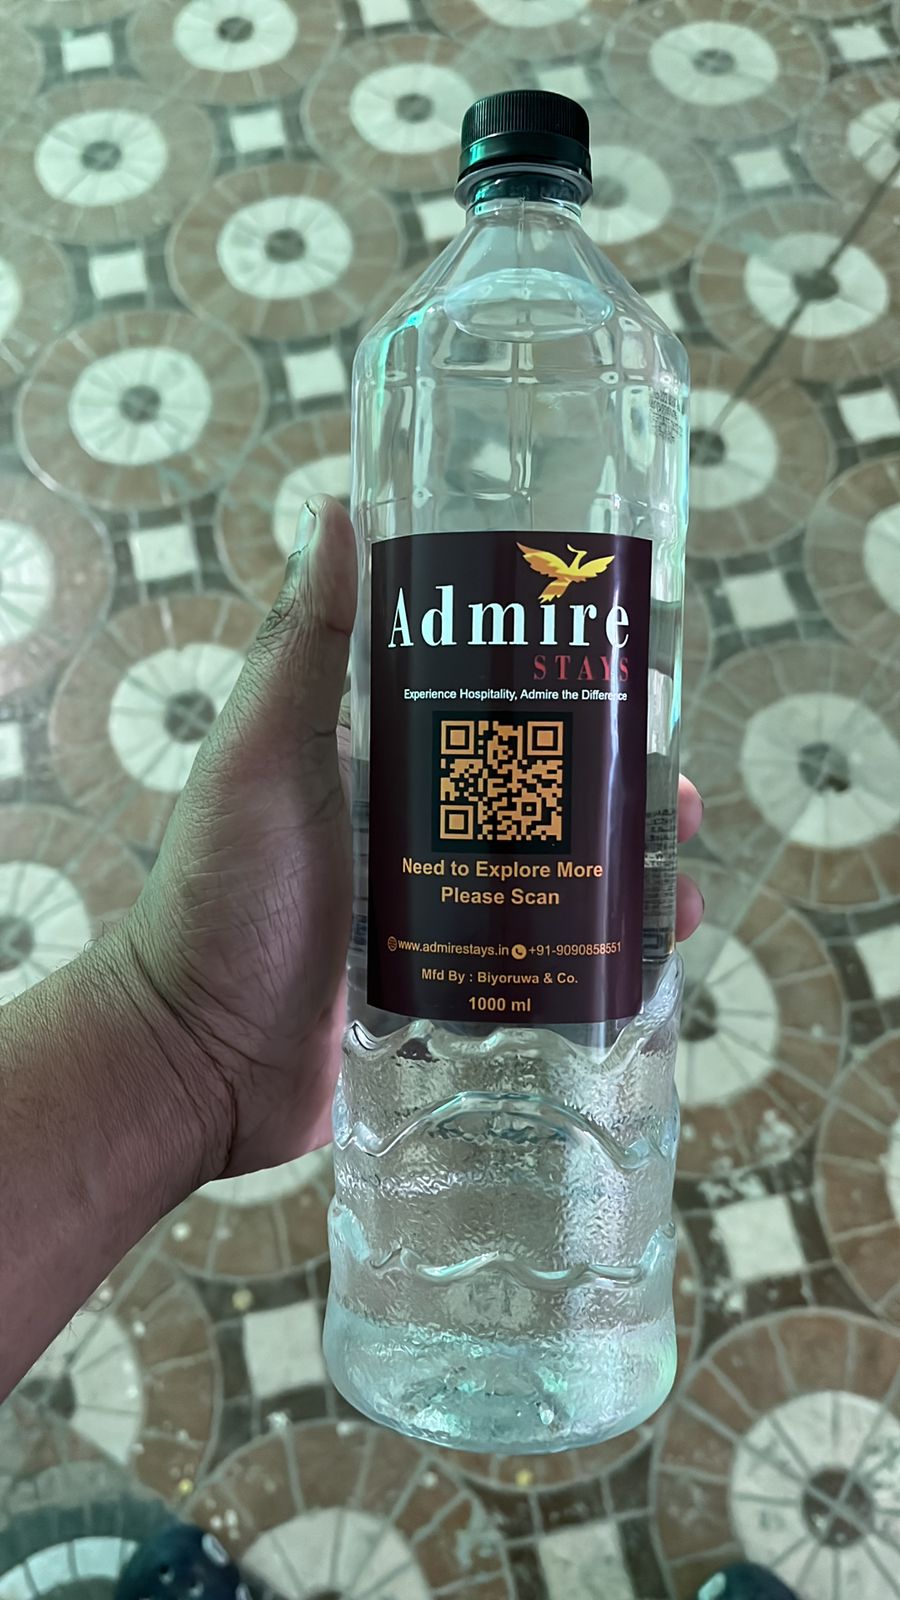 Admire
STAYS
Experience Hospitality, Admire the Difference
Need to Explore More
Please Scan
www.admirestays.in +91-9090858551
Mfd By : Biyoruwa & Co.
1000 ml